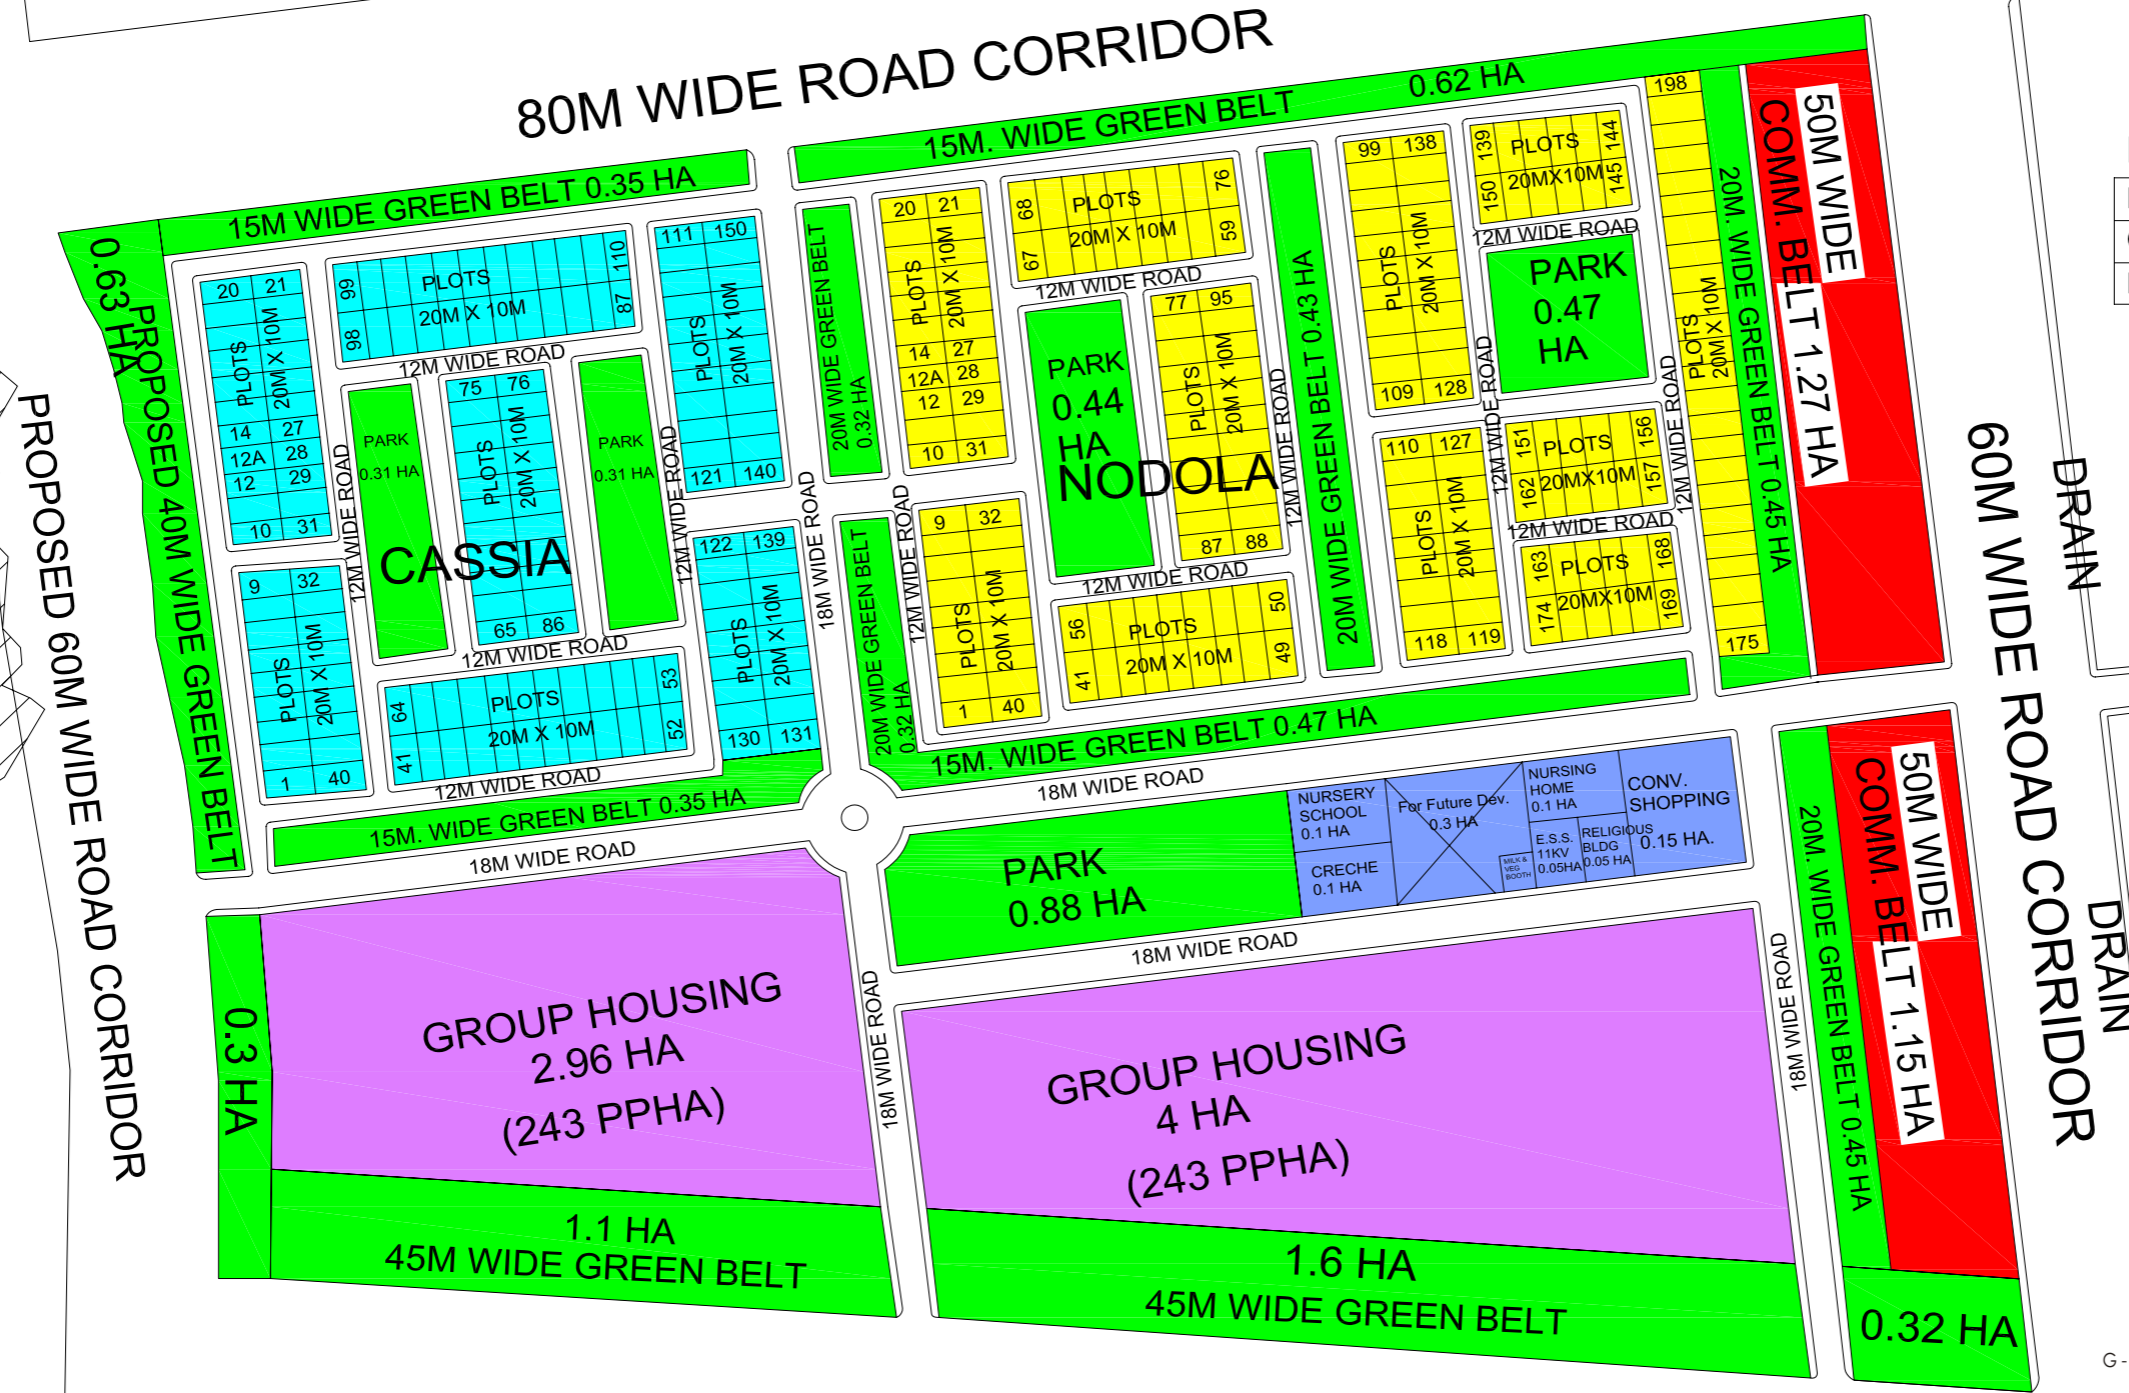 80M WIDE ROAD CORRIDOR
15M WIDE GREEN BELT 0.35 HA
15M. WIDE GREEN BELT
0.62 HA
0.63 HA
PROPOSED 40M WIDE GREEN BELT
PROPOSED 60M WIDE ROAD CORRIDOR
20 21
PLOTS
20M X 10M
14 27
12A 28
12 29
10 31
9 32
PLOTS
20M X 10M
1 40
99
110
PLOTS
20M X 10M
98
87
12M WIDE ROAD
12M WIDE ROAD
PARK
0.31 HA
75 76
PLOTS
20M X 10M
65 86
PARK
0.31 HA
12M WIDE ROAD
CASSIA
12M WIDE ROAD
64
53
PLOTS
20M X 10M
41
52
12M WIDE ROAD
111 150
PLOTS
20M X 10M
121 140
122 139
PLOTS
20M X 10M
130 131
15M. WIDE GREEN BELT 0.35 HA
18M WIDE ROAD
18M WIDE ROAD
20M WIDE GREEN BELT
0.32 HA
20M WIDE GREEN BELT
0.32 HA
12M WIDE ROAD
20 21
PLOTS
20M X 10M
14 27
12A 28
12 29
10 31
9 32
PLOTS
20M X 10M
1 40
68
76
PLOTS
20M X 10M
67
59
12M WIDE ROAD
PARK
0.44
HA
77 95
PLOTS
20M X 10M
87 88
NODOLA
12M WIDE ROAD
12M WIDE ROAD
56
50
PLOTS
20M X 10M
41
49
20M WIDE GREEN BELT 0.43 HA
15M. WIDE GREEN BELT 0.47 HA
99 138
PLOTS
20M X 10M
109 128
110 127
PLOTS
20M X 10M
118 119
139
144
PLOTS
20MX10M
150
145
12M WIDE ROAD
PARK
0.47
HA
12M WIDE ROAD
12M WIDE ROAD
151
156
PLOTS
20MX10M
162
157
12M WIDE ROAD
163
168
PLOTS
20MX10M
174
169
198
PLOTS
20M X 10M
175
20M. WIDE GREEN BELT 0.45 HA
50M WIDE
COMM. BELT 1.27 HA
60M WIDE ROAD CORRIDOR
DRAIN
DRAIN
18M WIDE ROAD
PARK
0.88 HA
NURSERY
SCHOOL
0.1 HA
CRECHE
0.1 HA
For Future Dev.
0.3 HA
NURSING
HOME
0.1 HA
MILK &
VEG
BOOTH
E.S.S.
11KV
0.05HA
RELIGIOUS
BLDG
0.05 HA
CONV.
SHOPPING
0.15 HA.
18M WIDE ROAD
18M WIDE ROAD
18M WIDE ROAD
0.3 HA
GROUP HOUSING
2.96 HA
(243 PPHA)
1.1 HA
45M WIDE GREEN BELT
GROUP HOUSING
4 HA
(243 PPHA)
1.6 HA
45M WIDE GREEN BELT
20M. WIDE GREEN BELT 0.45 HA
50M WIDE
COMM. BELT 1.15 HA
0.32 HA
G-